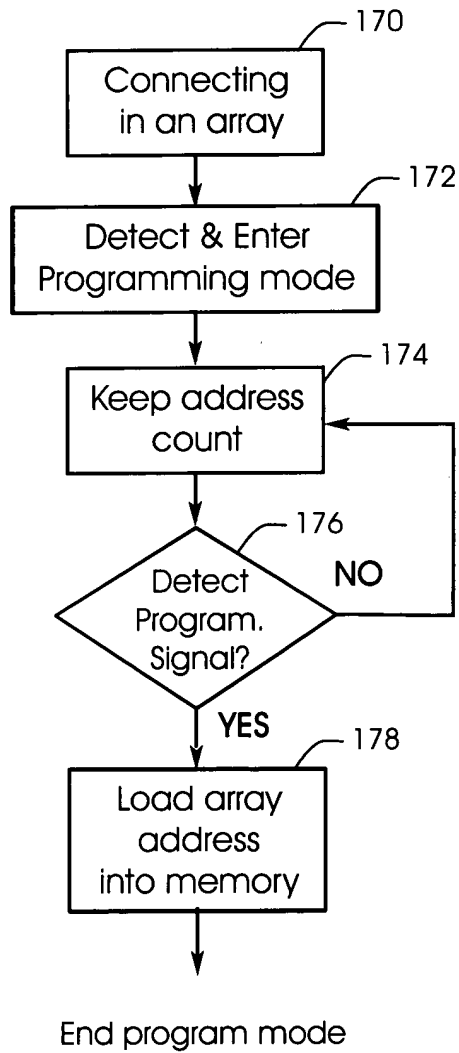 170
Connecting
in an array
172
Detect & Enter
Programming mode
174
Keep address
count
176
Detect
Program.
Signal?
NO
YES
178
Load array
address
into memory
End program mode